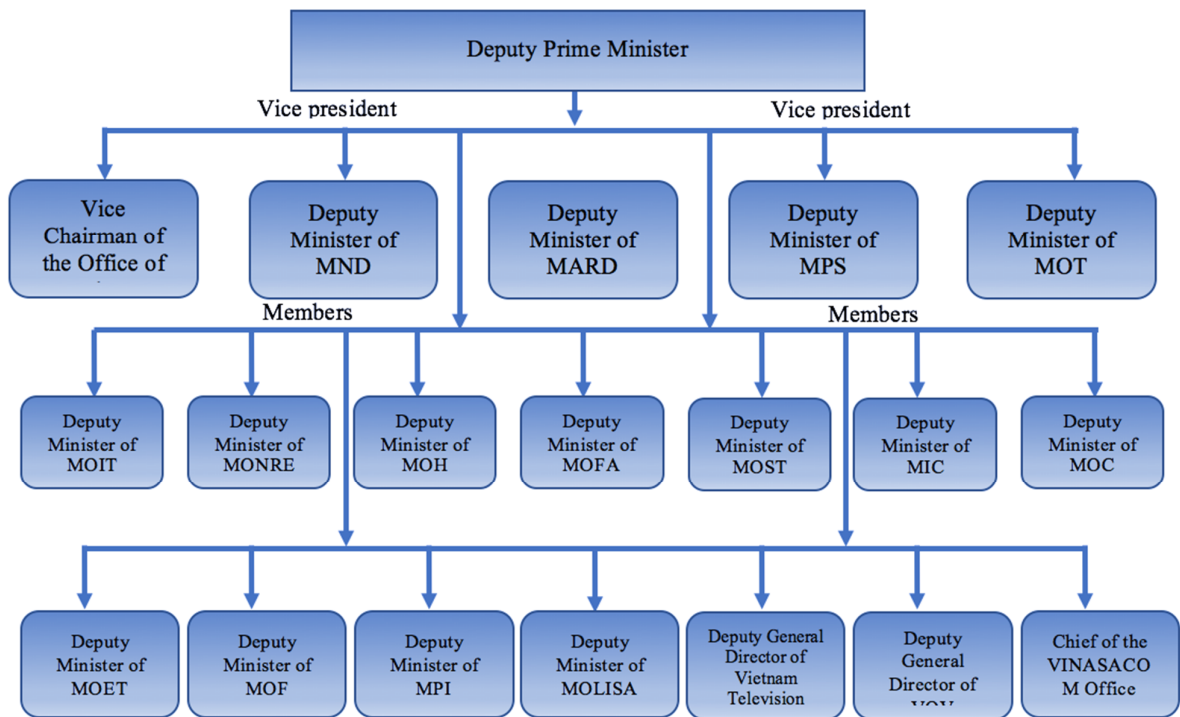 Deputy Prime Minister
Vice president
Vice president
Vice
Chairman of
the Office of
Deputy
Minister of
MND
Deputy
Minister of
MARD
Deputy
Minister of
MPS
Deputy
Minister of
MOT
Members
Members
Deputy
Minister of
MOIT
Deputy
Minister of
MONRE
Deputy
Minister of
MOH
Deputy
Minister of
MOFA
Deputy
Minister of
MOST
Deputy
Minister of
MIC
Deputy
Minister of
MOC
Deputy
Minister of
MOET
Deputy
Minister of
MOF
Deputy
Minister of
MPI
Deputy
Minister of
MOLISA
Deputy General
Director of
Vietnam
Television
Deputy
General
Director of
Chief of the
VINASACO
M Office